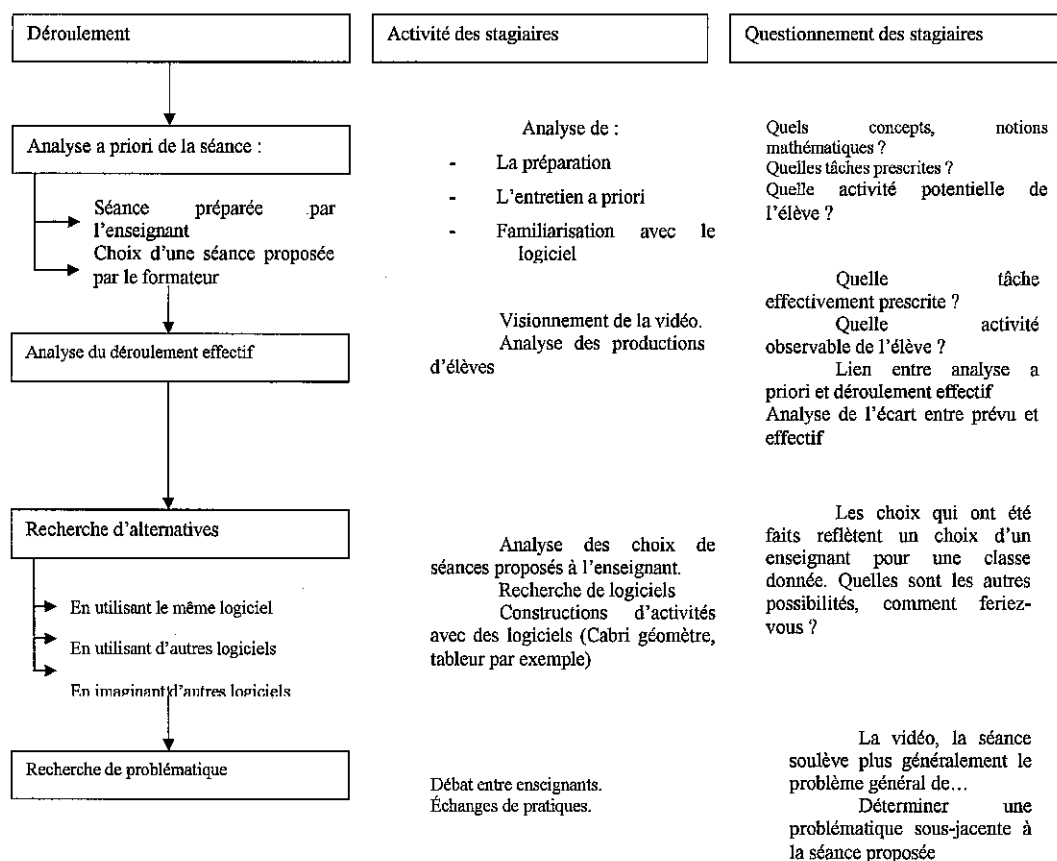 Déroulement
Activité des stagiaires
Questionnement des stagiaires
Analyse a priori de la séance :
Séance préparée par
l'enseignant
Choix d'une séance proposée
par le formateur
Analyse de :
- La préparation
- L'entretien a priori
- Familiarisation avec le
logiciel
Quels concepts, notions
mathématiques ?
Quelles tâches prescrites ?
Quelle activité potentielle de
l'élève ?
Analyse du déroulement effectif
Visionnement de la vidéo.
Analyse des productions
d'élèves
Quelle tâche
effectivement prescrite ?
Quelle activité
observable de l'élève ?
Lien entre analyse a
priori et déroulement effectif
Analyse de l'écart entre prévu et
effectif
Recherche d'alternatives
En utilisant le même logiciel
En utilisant d'autres logiciels
En imaginant d'autres logiciels
Analyse des choix de
séances proposés à l'enseignant.
Recherche de logiciels
Constructions d'activités
avec des logiciels (Cabri géomètre,
tableur par exemple)
Les choix qui ont été
faits reflètent un choix d'un
enseignant pour une classe
donnée. Quelles sont les autres
possibilités, comment feriez-
vous ?
Recherche de problématique
Débat entre enseignants.
Échanges de pratiques.
La vidéo, la séance
soulève plus généralement le
problème général de…
Déterminer une
problématique sous-jacente à
la séance proposée